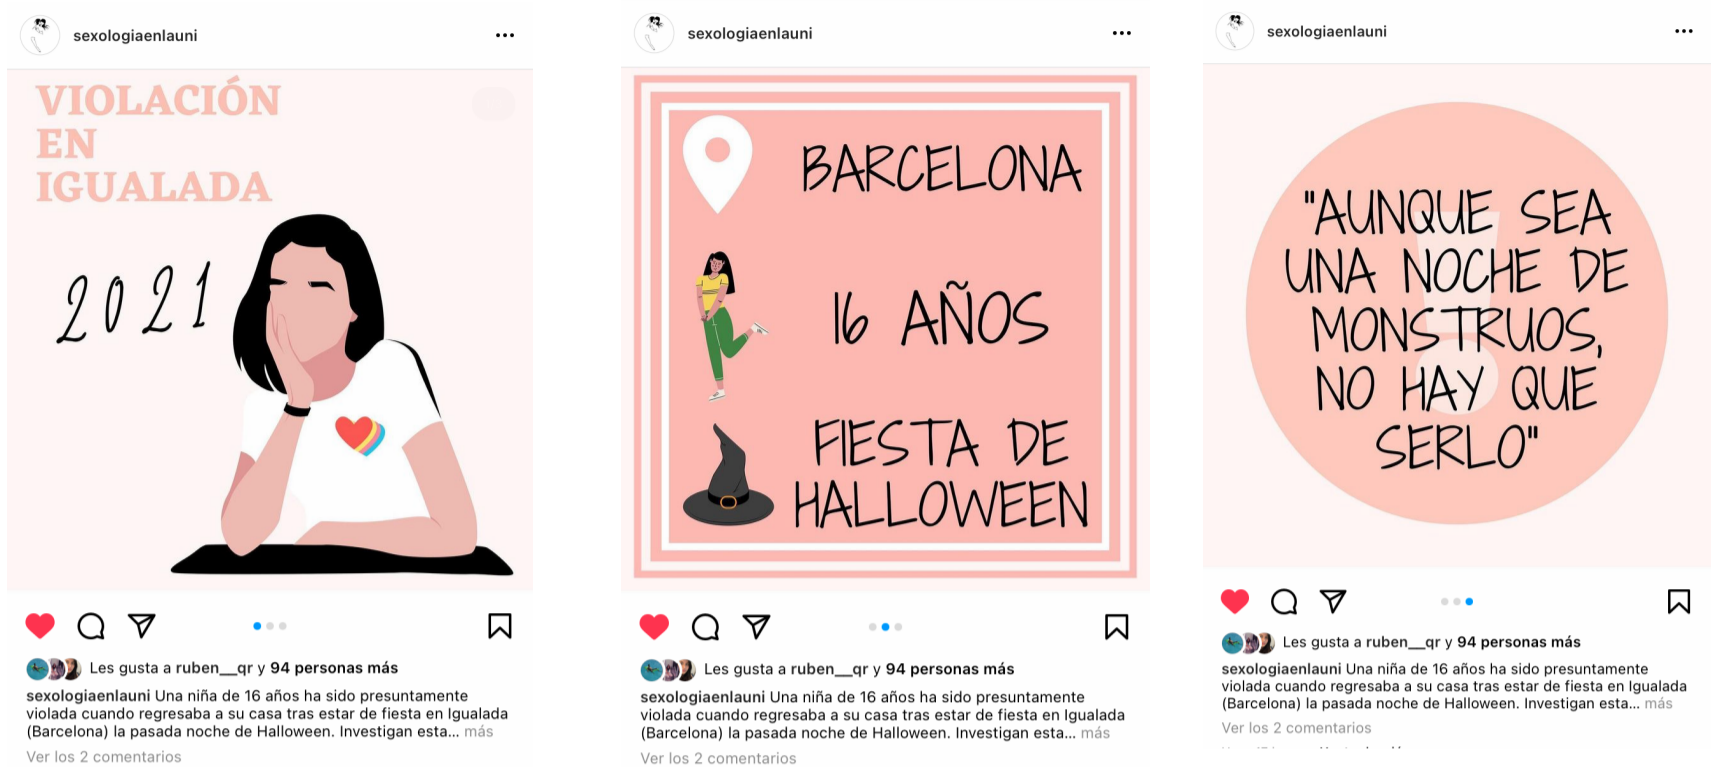 sexologiaenlauni
VIOLACIÓN
EN
IGUALADA
2021
Les gusta a ruben__qr y 94 personas más
sexologiaenlauni Una niña de 16 años ha sido presuntamente
violada cuando regresaba a su casa tras estar de fiesta en Igualada
(Barcelona) la pasada noche de Halloween. Investigan esta... más
Ver los 2 comentarios
sexologiaenlauni
BARCELONA
16 AÑOS
FIESTA DE
HALLOWEEN
Les gusta a ruben__qr y 94 personas más
sexologiaenlauni Una niña de 16 años ha sido presuntamente
violada cuando regresaba a su casa tras estar de fiesta en Igualada
(Barcelona) la pasada noche de Halloween. Investigan esta... más
Ver los 2 comentarios
sexologiaenlauni
"AUNQUE SEA
UNA NOCHE DE
MONSTRUOS,
NO HAY QUE
SERLO"
Les gusta a ruben__qr y 94 personas más
sexologiaenlauni Una niña de 16 años ha sido presuntamente
violada cuando regresaba a su casa tras estar de fiesta en Igualada
(Barcelona) la pasada noche de Halloween. Investigan esta... más
Ver los 2 comentarios